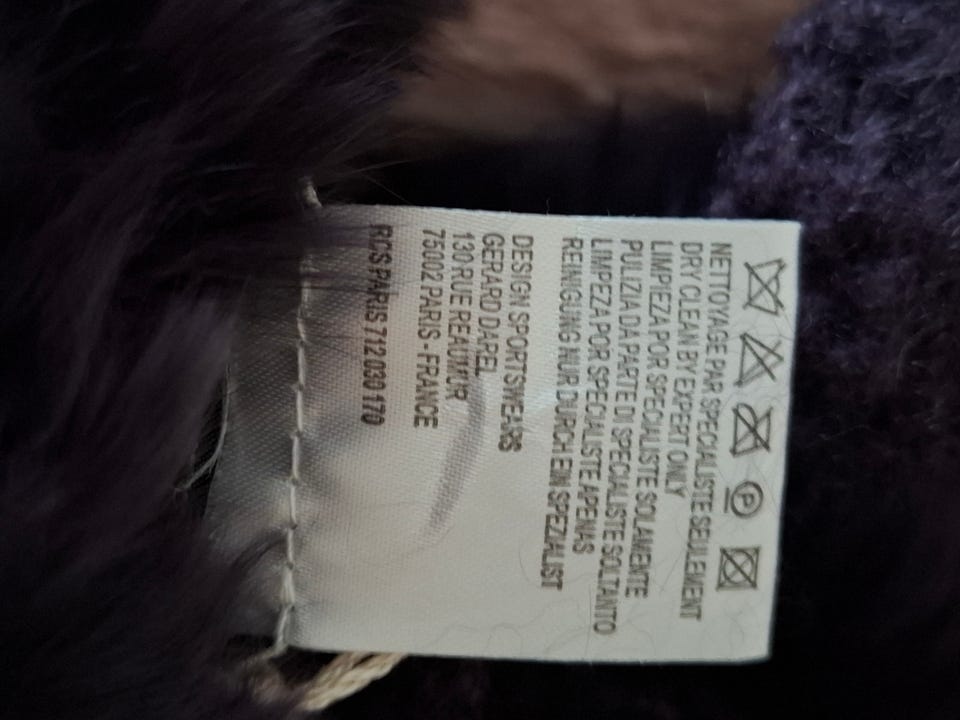 P
NETTOYAGE PAR SPECIALISTE SEULEMENT
DRY CLEAN BY EXPERT ONLY
LIMPIEZA POR SPECIALISTE SOLAMENTE
PULIZIA DA PARTE DI SPECIALISTE SOLTANTO
LIMPEZA POR SPECIALISTE APENAS
REINIGUNG NUR DURCH EIN SPEZIALIST
DESIGN SPORTSWEARS
GERARD DAREL
130 RUE REAUMUR
75002 PARIS - FRANCE
RCS PARIS 712 030 170